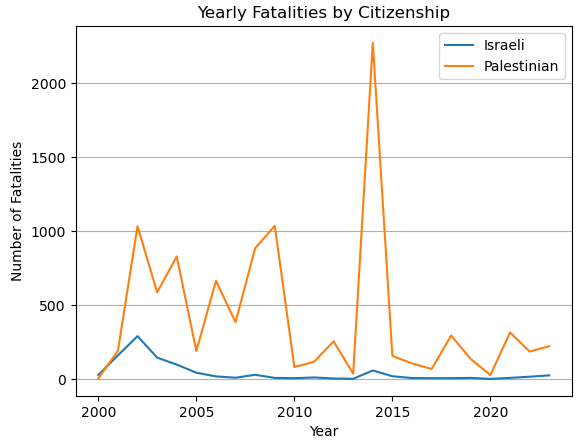 Yearly Fatalities by Citizenship
Israeli
Palestinian
2000
1500
1000
500
0
Number of Fatalities
2000 2005 2010 2015 2020
Year